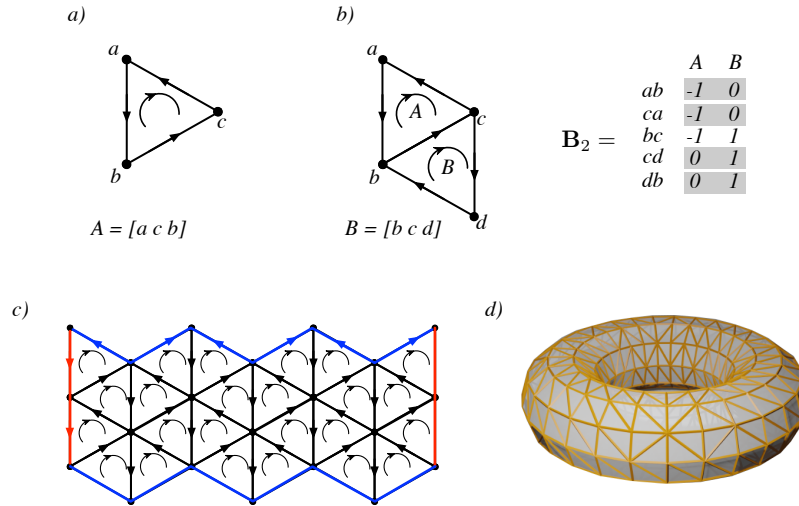 a)
a
c
b
A = [a c b]
b)
a
A
c
b
B
d
B = [b c d]
A B
ab -1 0
ca -1 0
B₂ = bc -1 1
cd 0 1
db 0 1
c)
d)